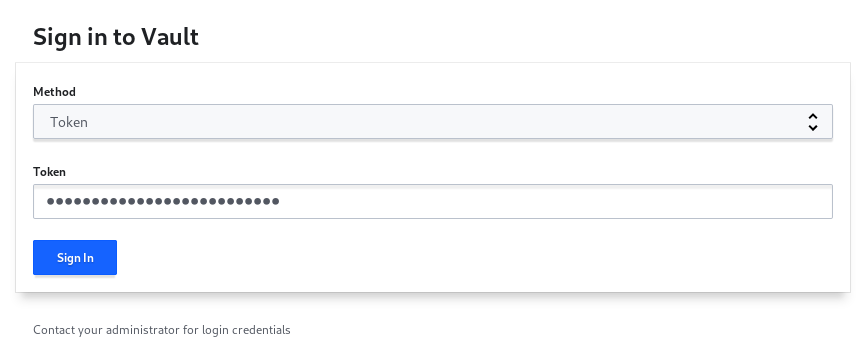 Sign in to Vault
Method
Token
Token
••••••••••••••••••••••••••
Sign In
Contact your administrator for login credentials